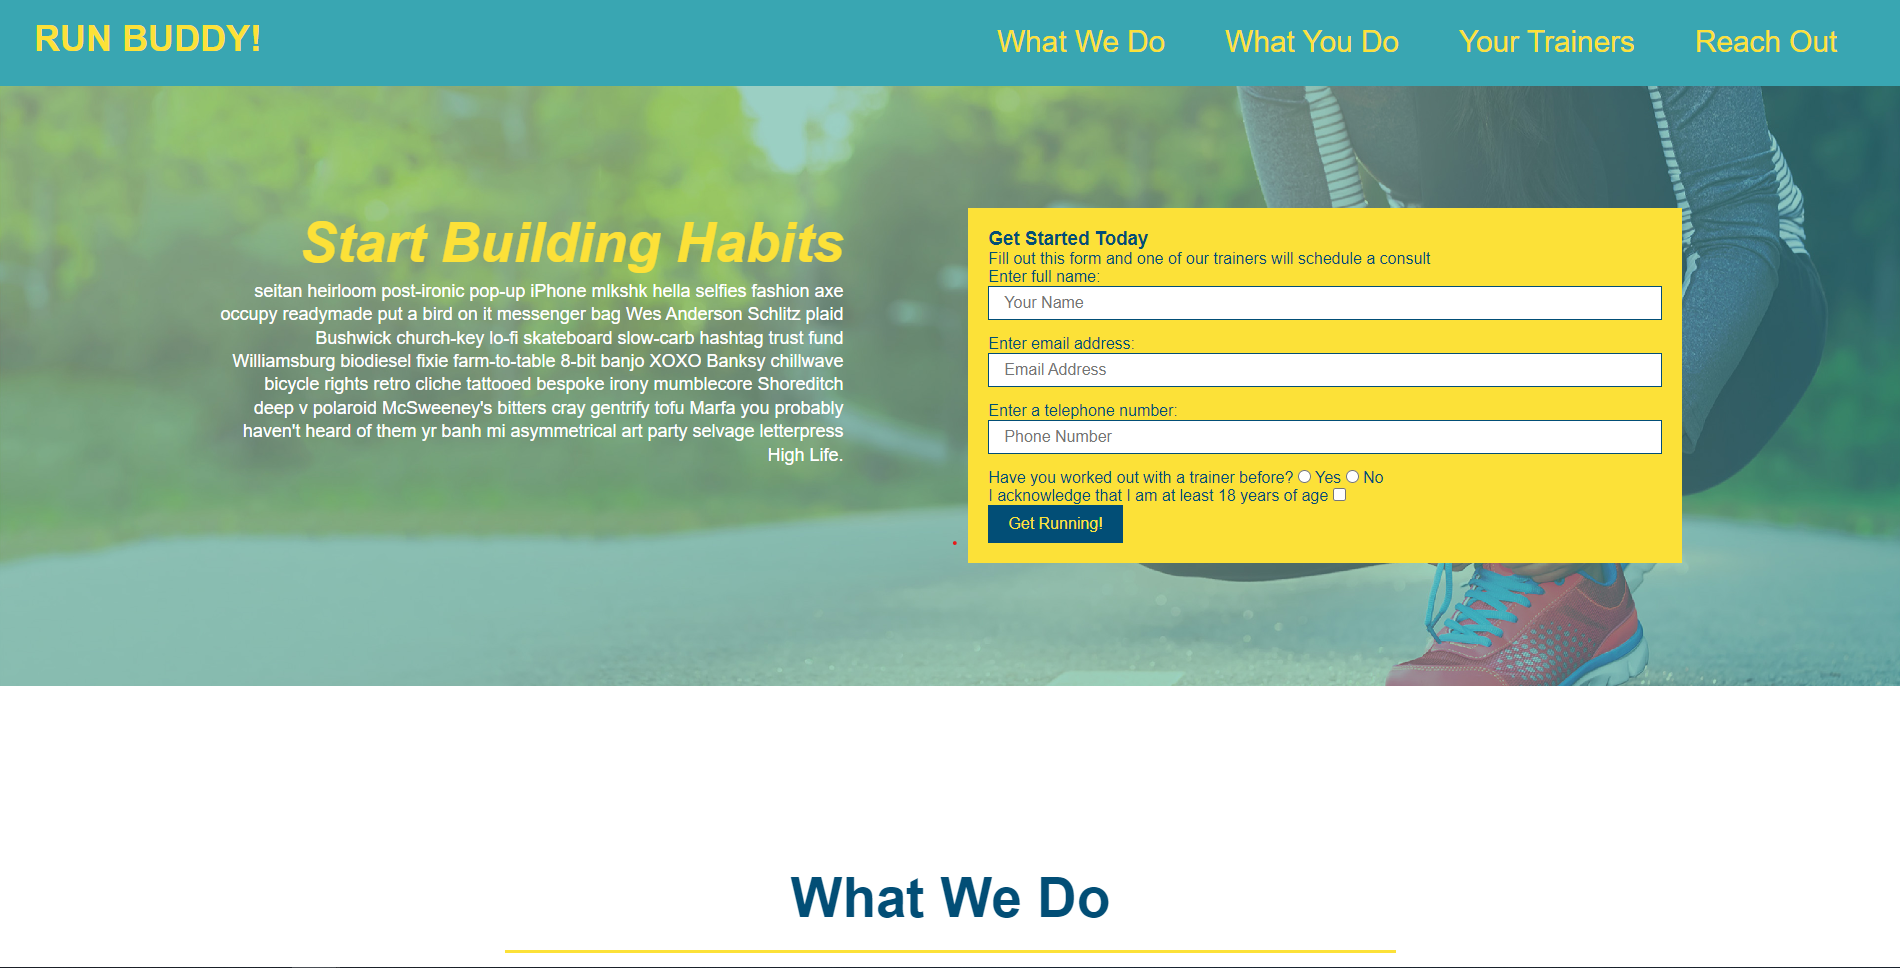 RUN BUDDY!
What We Do
What You Do
Your Trainers
Reach Out
Start Building Habits
seitan heirloom post-ironic pop-up iPhone mlkshk hella selfies fashion axe
occupy readymade put a bird on it messenger bag Wes Anderson Schlitz plaid
Bushwick church-key lo-fi skateboard slow-carb hashtag trust fund
Williamsburg biodiesel fixie farm-to-table 8-bit banjo XOXO Banksy chillwave
bicycle rights retro cliche tattooed bespoke irony mumblecore Shoreditch
deep v polaroid McSweeney's bitters cray gentrify tofu Marfa you probably
haven't heard of them yr banh mi asymmetrical art party selvage letterpress
High Life.
Get Started Today
Fill out this form and one of our trainers will schedule a consult
Enter full name:
Your Name
Enter email address:
Email Address
Enter a telephone number:
Phone Number
Have you worked out with a trainer before? Yes No
I acknowledge that I am at least 18 years of age
Get Running!
What We Do